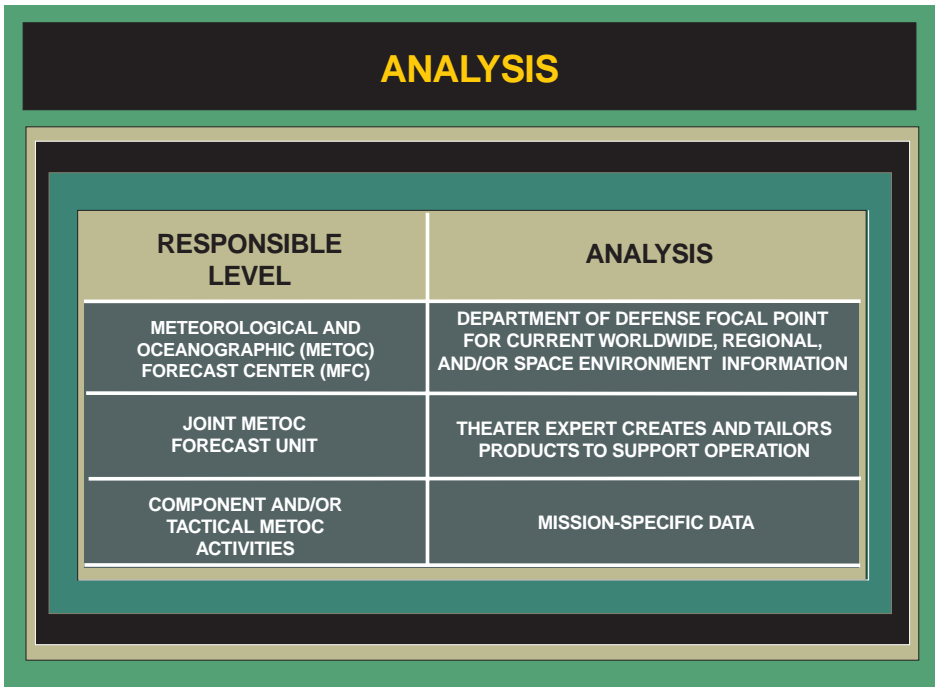 ANALYSIS
RESPONSIBLE
LEVEL
ANALYSIS
METEOROLOGICAL AND
OCEANOGRAPHIC (METOC)
FORECAST CENTER (MFC)
DEPARTMENT OF DEFENSE FOCAL POINT
FOR CURRENT WORLDWIDE, REGIONAL,
AND/OR SPACE ENVIRONMENT INFORMATION
JOINT METOC
FORECAST UNIT
THEATER EXPERT CREATES AND TAILORS
PRODUCTS TO SUPPORT OPERATION
COMPONENT AND/OR
TACTICAL METOC
ACTIVITIES
MISSION-SPECIFIC DATA